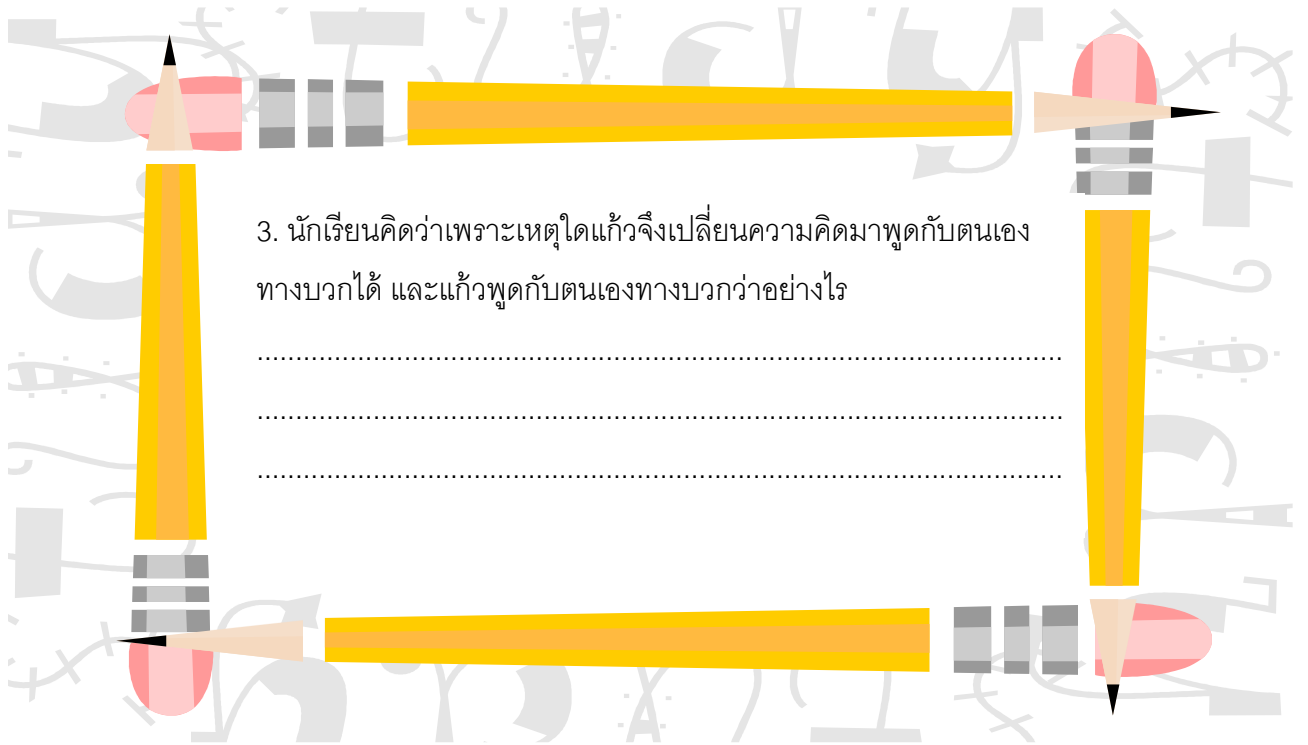 3. นักเรียนคิดว่าเพราะเหตุใดแก้วจึงเปลี่ยนความคิดมาพูดกับตนเอง
ทางบวกได้ และแก้วพูดกับตนเองทางบวกว่าอย่างไร
........................................................................................................
........................................................................................................
........................................................................................................